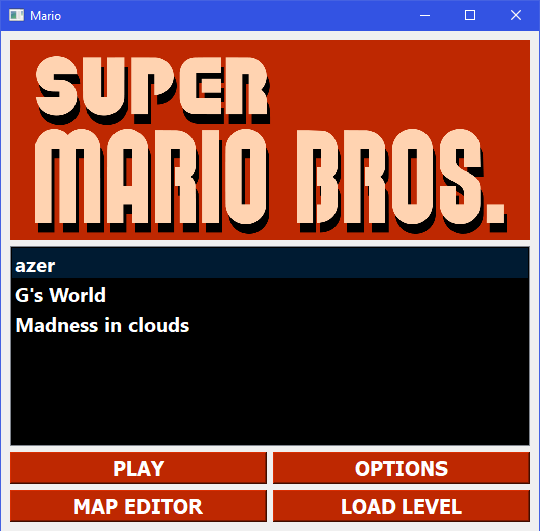 Mario
SUPER
MARIO BROS.
azer
G's World
Madness in clouds
PLAY
OPTIONS
MAP EDITOR
LOAD LEVEL